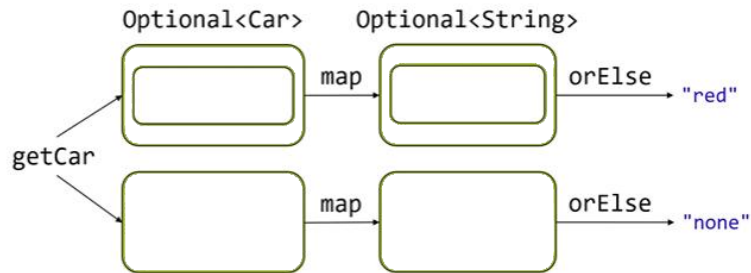 Optional<Car> Optional<String>
map orElse "red"
getCar
map orElse "none"